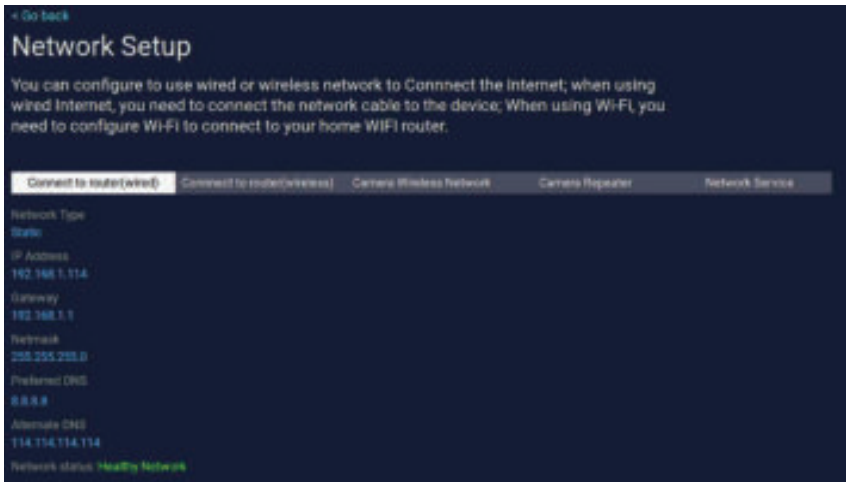 < Go back
Network Setup
You can configure to use wired or wireless network to Connnect the Internet; when using
wired Internet, you need to connect the network cable to the device; When using Wi-Fi, you
need to configure Wi-Fi to connect to your home WIFI router.
Connect to router(wired) Connnect to router(wireless) Camera Wireless Network Camera Repeater Network Service
Network Type
Static
IP Address
192.168.1.114
Gateway
192.168.1.1
Netmask
255.255.255.0
Preferred DNS
8.8.8.8
Alternate DNS
114.114.114.114
Network status: Healthy Network